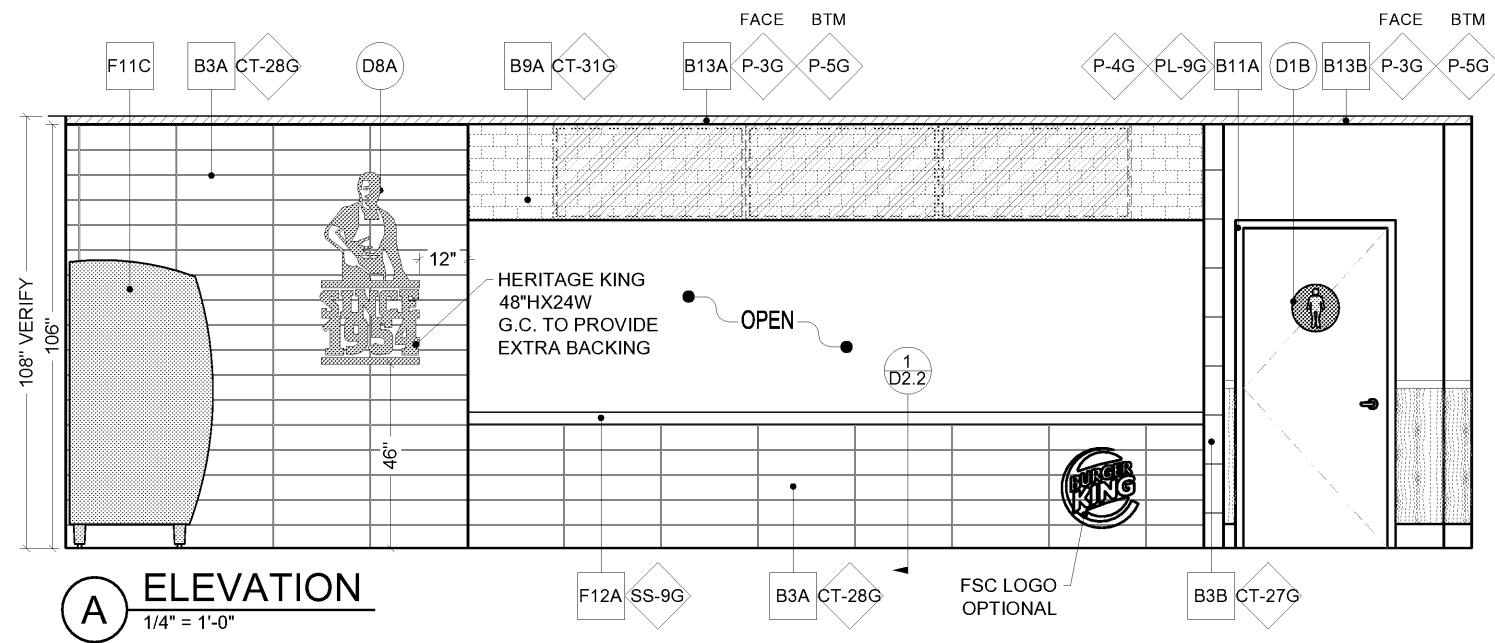 FACE BTM FACE BTM
F11C B3A CT-28G D8A B9A CT-31G B13A P-3G P-5G P-4G PL-9G B11A D1B B13B P-3G P-5G
108" VERIFY
106"
12"
SINCE
1954
HERITAGE KING
48"HX24W
G.C. TO PROVIDE
EXTRA BACKING
OPEN
1
D2.2
46"
BURGER
KING
F12A SS-9G B3A CT-28G B3B CT-27G
FSC LOGO
OPTIONAL
A ELEVATION
1/4" = 1'-0"